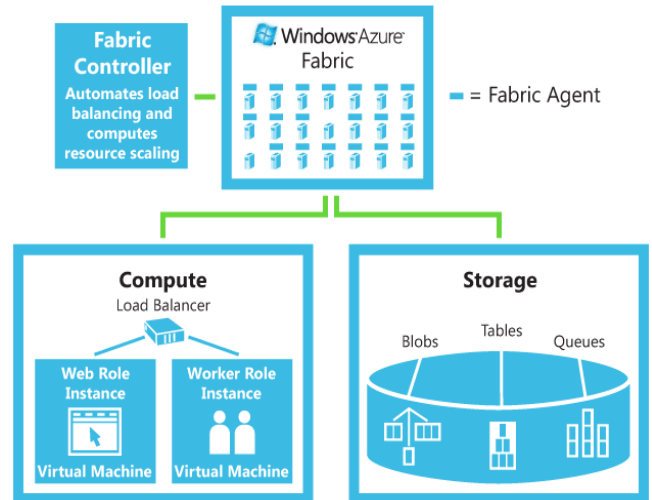 Fabric
Controller
Automates load
balancing and
computes
resource scaling
Windows Azure
Fabric
= Fabric Agent
Compute
Load Balancer
Web Role
Instance
Virtual Machine
Worker Role
Instance
Virtual Machine
Storage
Blobs
Tables
Queues